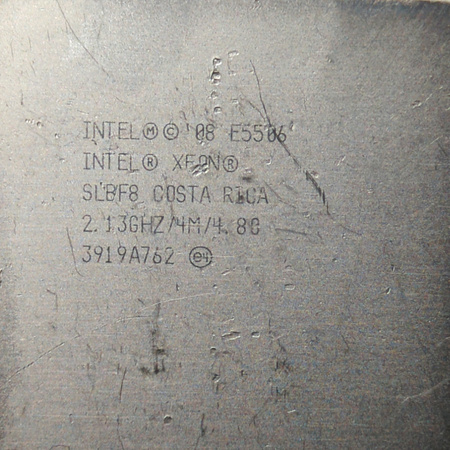 INTEL Ⓜ © '08 E5506
INTEL® XEON®
SLBF8 COSTA RICA
2.13GHZ/4M/4.80
3919A762 e4